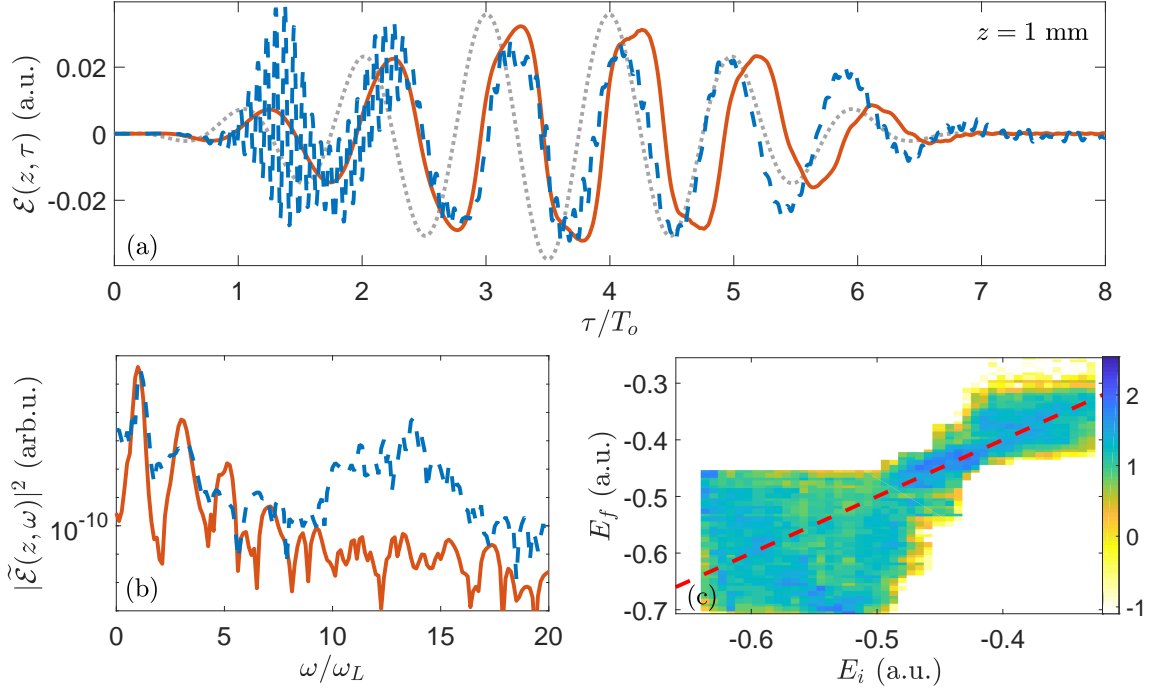 z = 1 mm
ℰ(z, τ) (a.u.)
0.02
0
-0.02
(a)
0 1 2 3 4 5 6 7 8
τ/T_o
|ℰ̃(z, ω)|² (arb.u.)
10^-10
(b)
0 5 10 15 20
ω/ω_L
E_f (a.u.)
-0.3
-0.4
-0.5
-0.6
-0.7
(c)
-0.6 -0.5 -0.4
E_i (a.u.)
2
1
0
-1